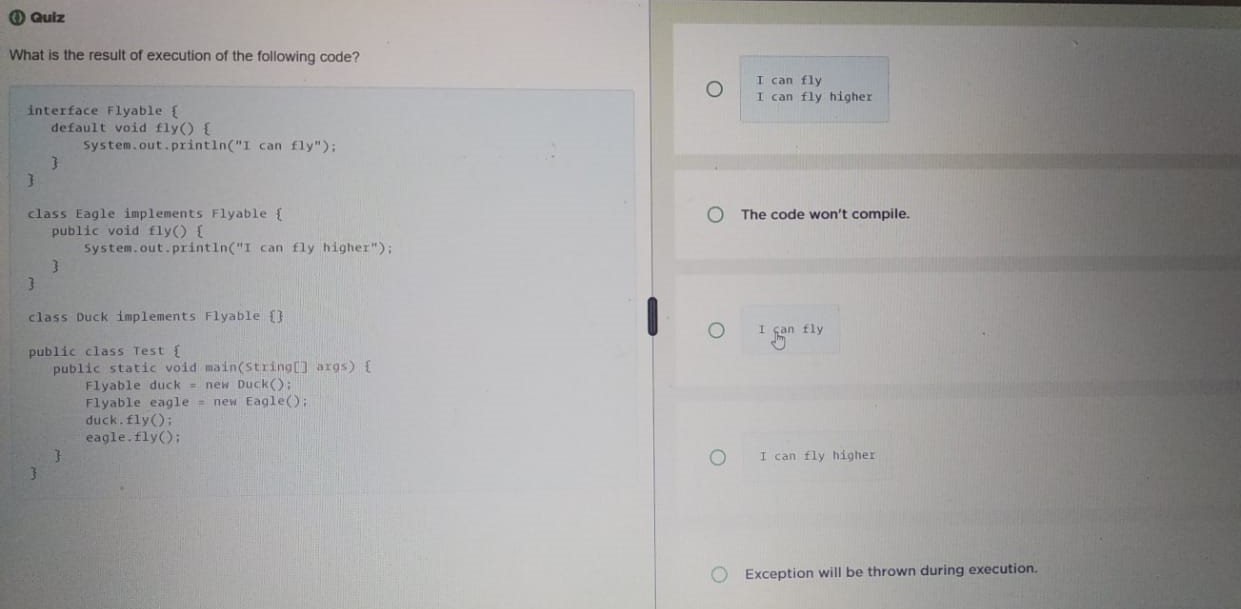 Quiz
What is the result of execution of the following code?
interface Flyable {
default void fly() {
System.out.println("I can fly");
}
}
class Eagle implements Flyable {
public void fly() {
System.out.println("I can fly higher");
}
}
class Duck implements Flyable {}
public class Test {
public static void main(String[] args) {
Flyable duck = new Duck();
Flyable eagle = new Eagle();
duck.fly();
eagle.fly();
}
}
I can fly
I can fly higher
The code won't compile.
I can fly
I can fly higher
Exception will be thrown during execution.